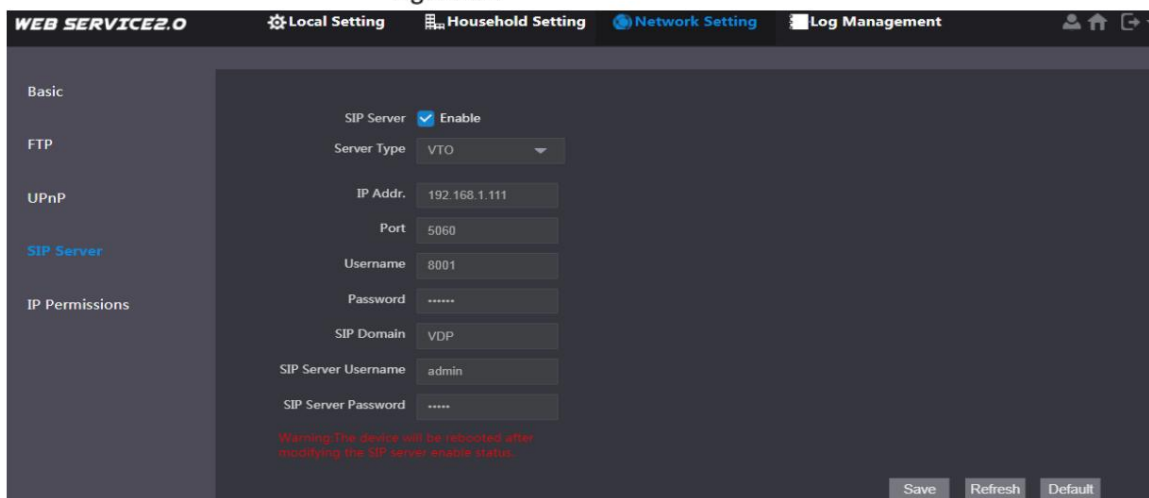 WEB SERVICE2.0
Local Setting
Household Setting
Network Setting
Log Management
Basic
FTP
UPnP
SIP Server
IP Permissions
SIP Server Enable
Server Type VTO
IP Addr. 192.168.1.111
Port 5060
Username 8001
Password ······
SIP Domain VDP
SIP Server Username admin
SIP Server Password ·····
Warning:The device will be rebooted after
modifying the SIP server enable status.
Save Refresh Default